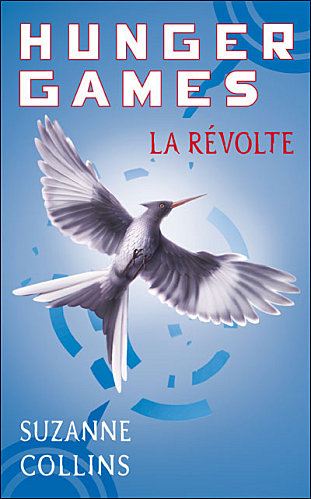 HUNGER
GAMES
LA RÉVOLTE
SUZANNE
COLLINS